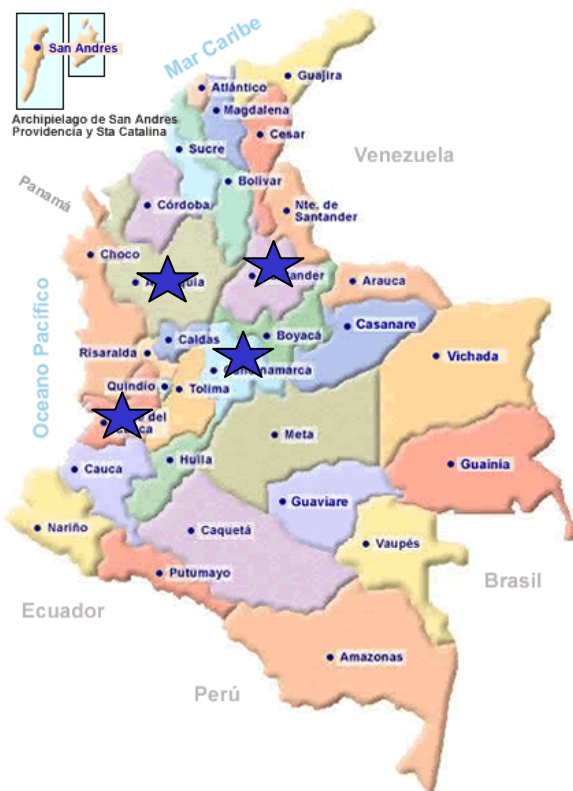 San Andres
Archipielago de San Andres
Providencia y Sta Catalina
Mar Caribe
Guajira
Atlántico
Magdalena
Cesar
Sucre
Venezuela
Bolivar
Panamá
Córdoba
Nte. de
Santander
Choco
Arauca
Oceano Pacífico
Boyacá
Casanare
Caldas
Risaralda
Vichada
Quindio
Tolima
del
Meta
Huila
Cauca
Guainía
Guaviare
Nariño
Caquetá
Vaupés
Putumayo
Brasil
Ecuador
Amazonas
Perú